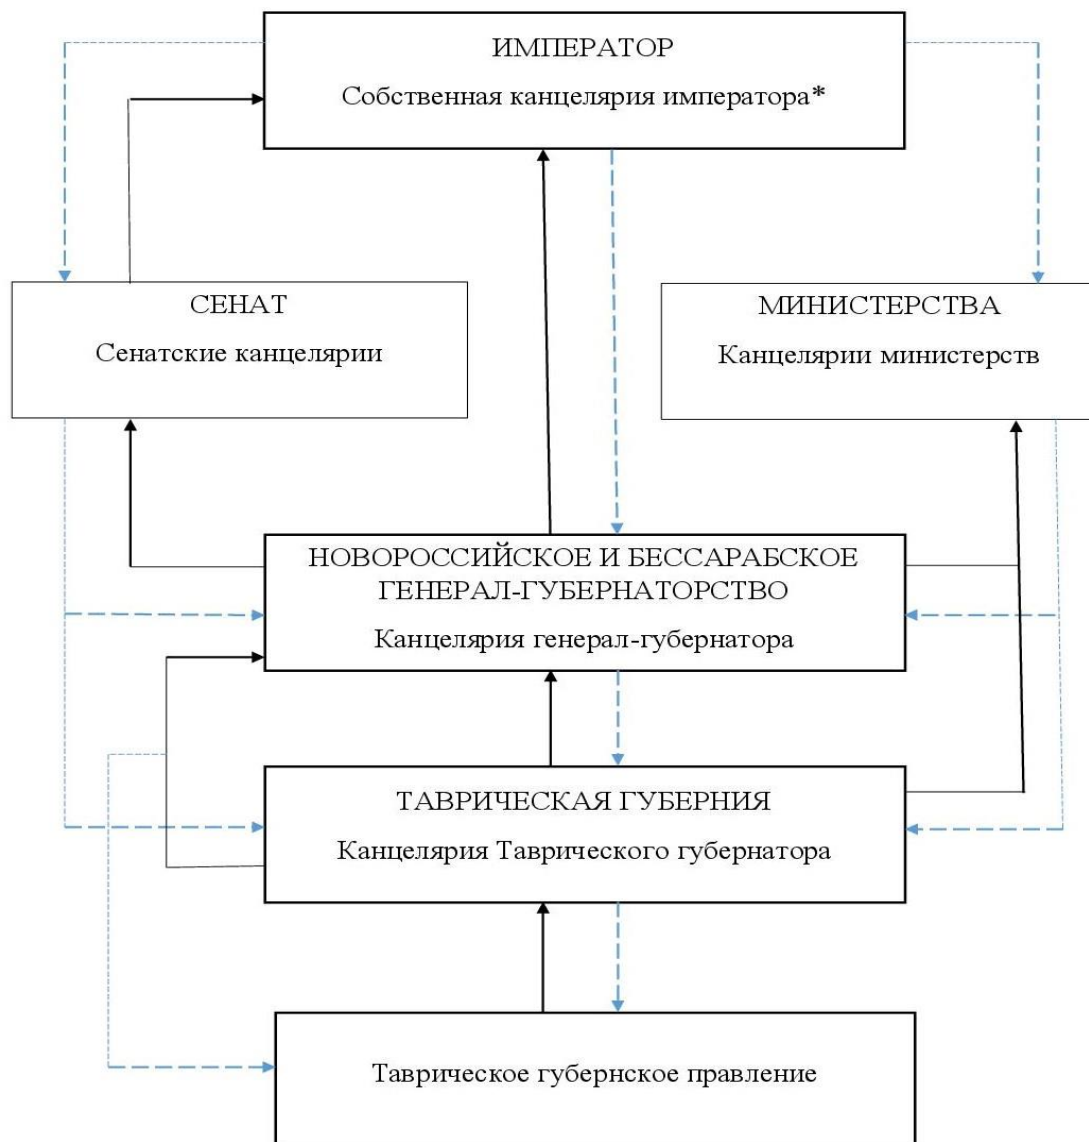 ИМПЕРАТОР
Собственная канцелярия императора*
СЕНАТ
Сенатские канцелярии
МИНИСТЕРСТВА
Канцелярии министерств
НОВОРОССИЙСКОЕ И БЕССАРАБСКОЕ
ГЕНЕРАЛ-ГУБЕРНАТОРСТВО
Канцелярия генерал-губернатора
ТАВРИЧЕСКАЯ ГУБЕРНИЯ
Канцелярия Таврического губернатора
Таврическое губернское правление